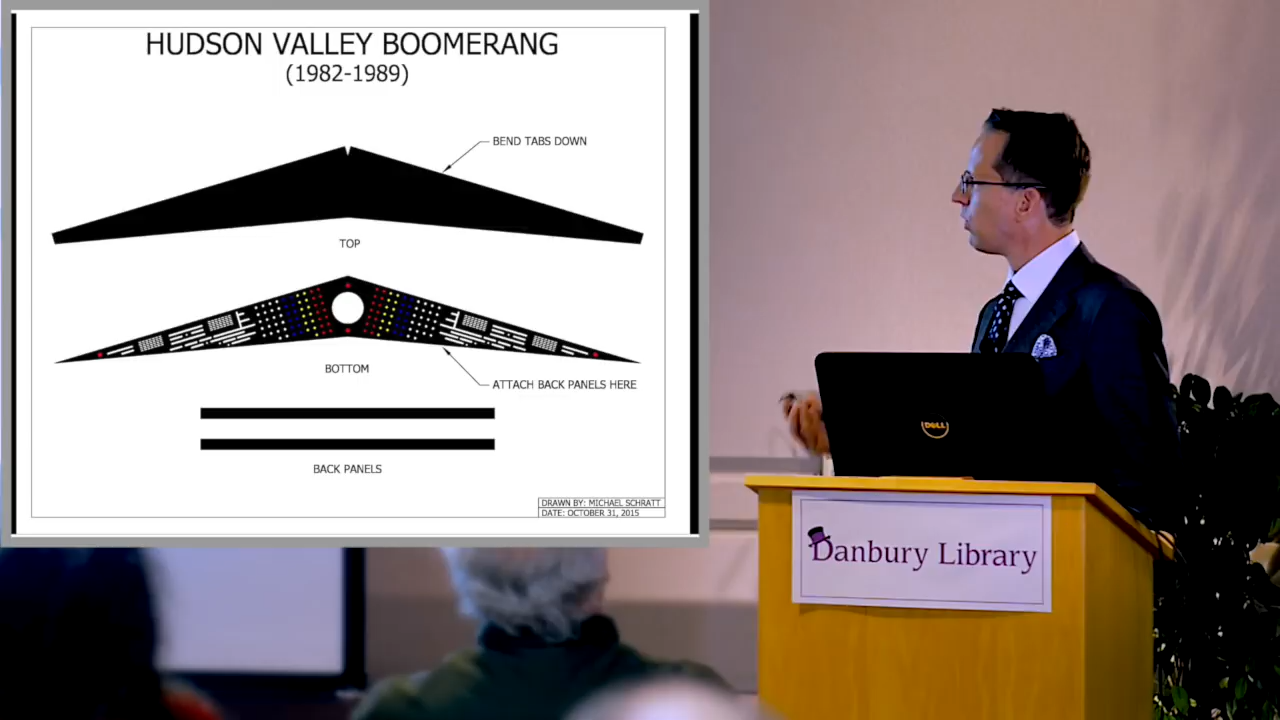 HUDSON VALLEY BOOMERANG
(1982-1989)
BEND TABS DOWN
TOP
BOTTOM
ATTACH BACK PANELS HERE
BACK PANELS
DRAWN BY: MICHAEL SCHRATT
DATE: OCTOBER 31, 2015
DELL
Danbury Library